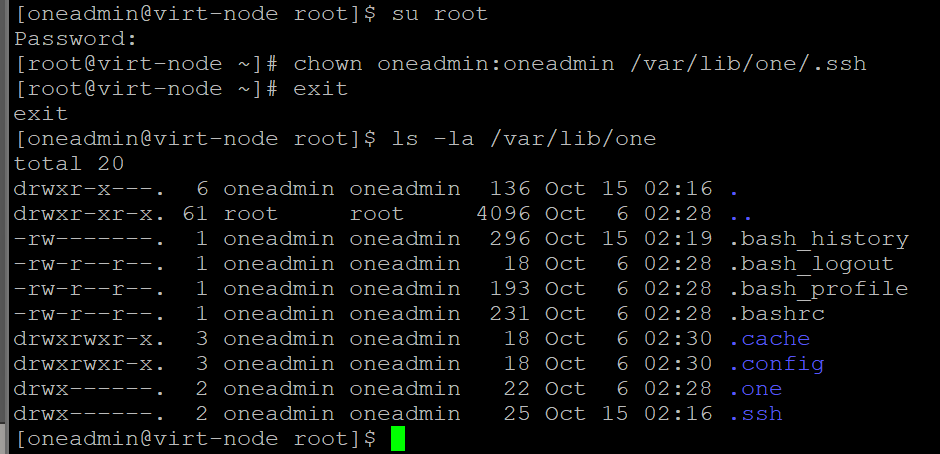 [oneadmin@virt-node root]$ su root
Password:
[root@virt-node ~]# chown oneadmin:oneadmin /var/lib/one/.ssh
[root@virt-node ~]# exit
exit
[oneadmin@virt-node root]$ ls -la /var/lib/one
total 20
drwxr-x---.  6 oneadmin oneadmin  136 Oct 15 02:16 .
drwxr-xr-x. 61 root     root     4096 Oct  6 02:28 ..
-rw-------.  1 oneadmin oneadmin  296 Oct 15 02:19 .bash_history
-rw-r--r--.  1 oneadmin oneadmin   18 Oct  6 02:28 .bash_logout
-rw-r--r--.  1 oneadmin oneadmin  193 Oct  6 02:28 .bash_profile
-rw-r--r--.  1 oneadmin oneadmin  231 Oct  6 02:28 .bashrc
drwxrwxr-x.  3 oneadmin oneadmin   18 Oct  6 02:30 .cache
drwxrwxr-x.  3 oneadmin oneadmin   18 Oct  6 02:30 .config
drwx------.  2 oneadmin oneadmin   22 Oct  6 02:28 .one
drwx------.  2 oneadmin oneadmin   25 Oct 15 02:16 .ssh
[oneadmin@virt-node root]$